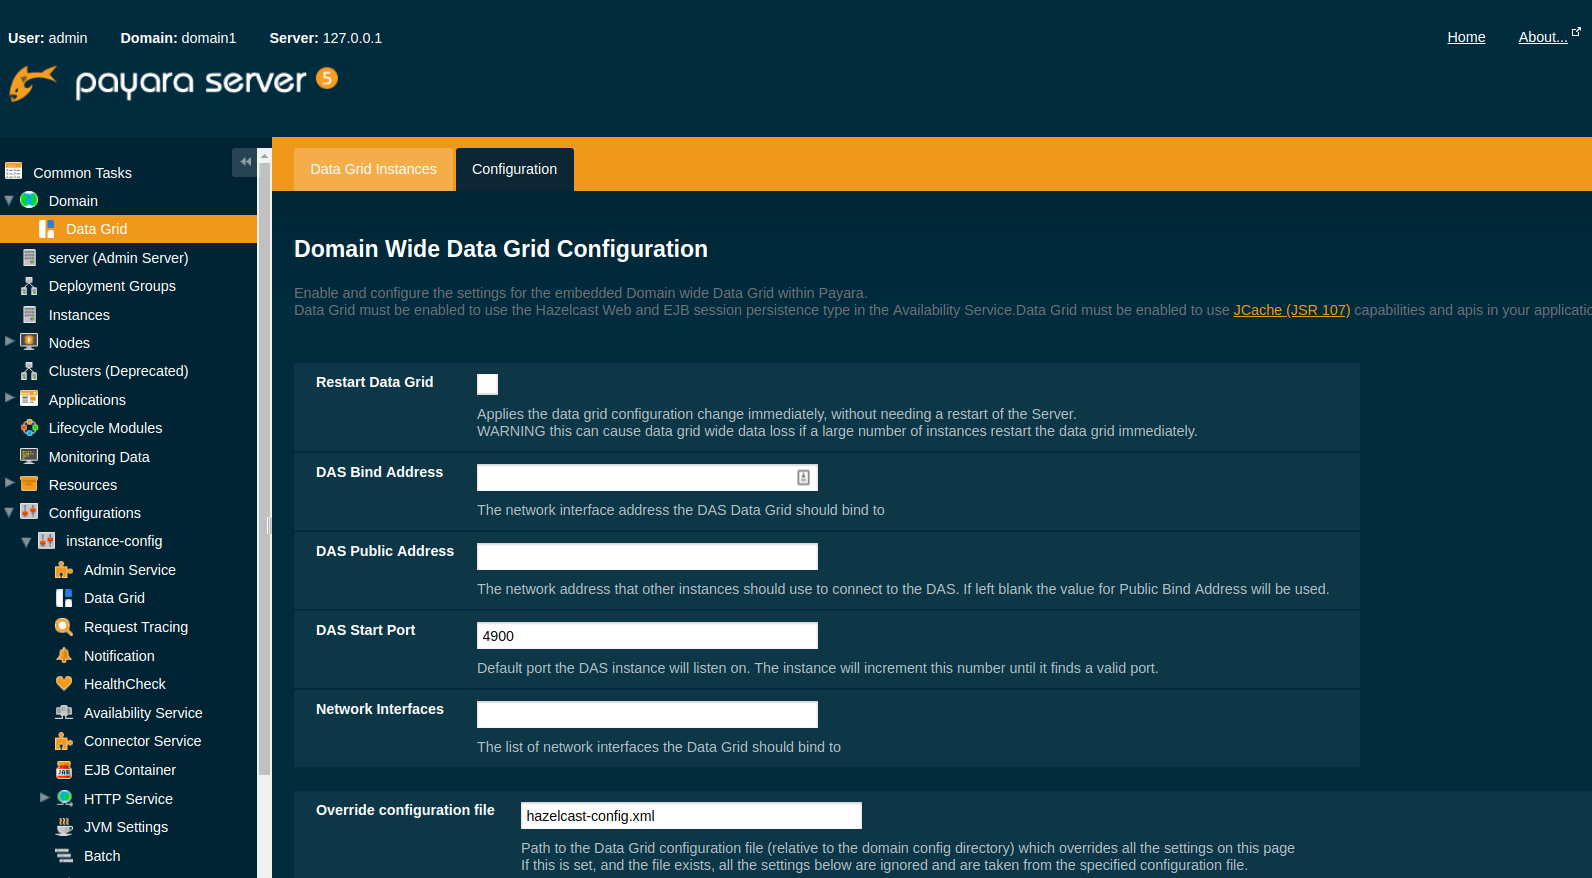 User: admin Domain: domain1 Server: 127.0.0.1
Home About...
payara server 5
Common Tasks
Domain
Data Grid
server (Admin Server)
Deployment Groups
Instances
Nodes
Clusters (Deprecated)
Applications
Lifecycle Modules
Monitoring Data
Resources
Configurations
instance-config
Admin Service
Data Grid
Request Tracing
Notification
HealthCheck
Availability Service
Connector Service
EJB Container
HTTP Service
JVM Settings
Batch
Data Grid Instances Configuration
Domain Wide Data Grid Configuration
Enable and configure the settings for the embedded Domain wide Data Grid within Payara.
Data Grid must be enabled to use the Hazelcast Web and EJB session persistence type in the Availability Service.Data Grid must be enabled to use JCache (JSR 107) capabilities and apis in your applicatio
Restart Data Grid
Applies the data grid configuration change immediately, without needing a restart of the Server.
WARNING this can cause data grid wide data loss if a large number of instances restart the data grid immediately.
DAS Bind Address
The network interface address the DAS Data Grid should bind to
DAS Public Address
The network address that other instances should use to connect to the DAS. If left blank the value for Public Bind Address will be used.
DAS Start Port 4900
Default port the DAS instance will listen on. The instance will increment this number until it finds a valid port.
Network Interfaces
The list of network interfaces the Data Grid should bind to
Override configuration file hazelcast-config.xml
Path to the Data Grid configuration file (relative to the domain config directory) which overrides all the settings on this page
If this is set, and the file exists, all the settings below are ignored and are taken from the specified configuration file.